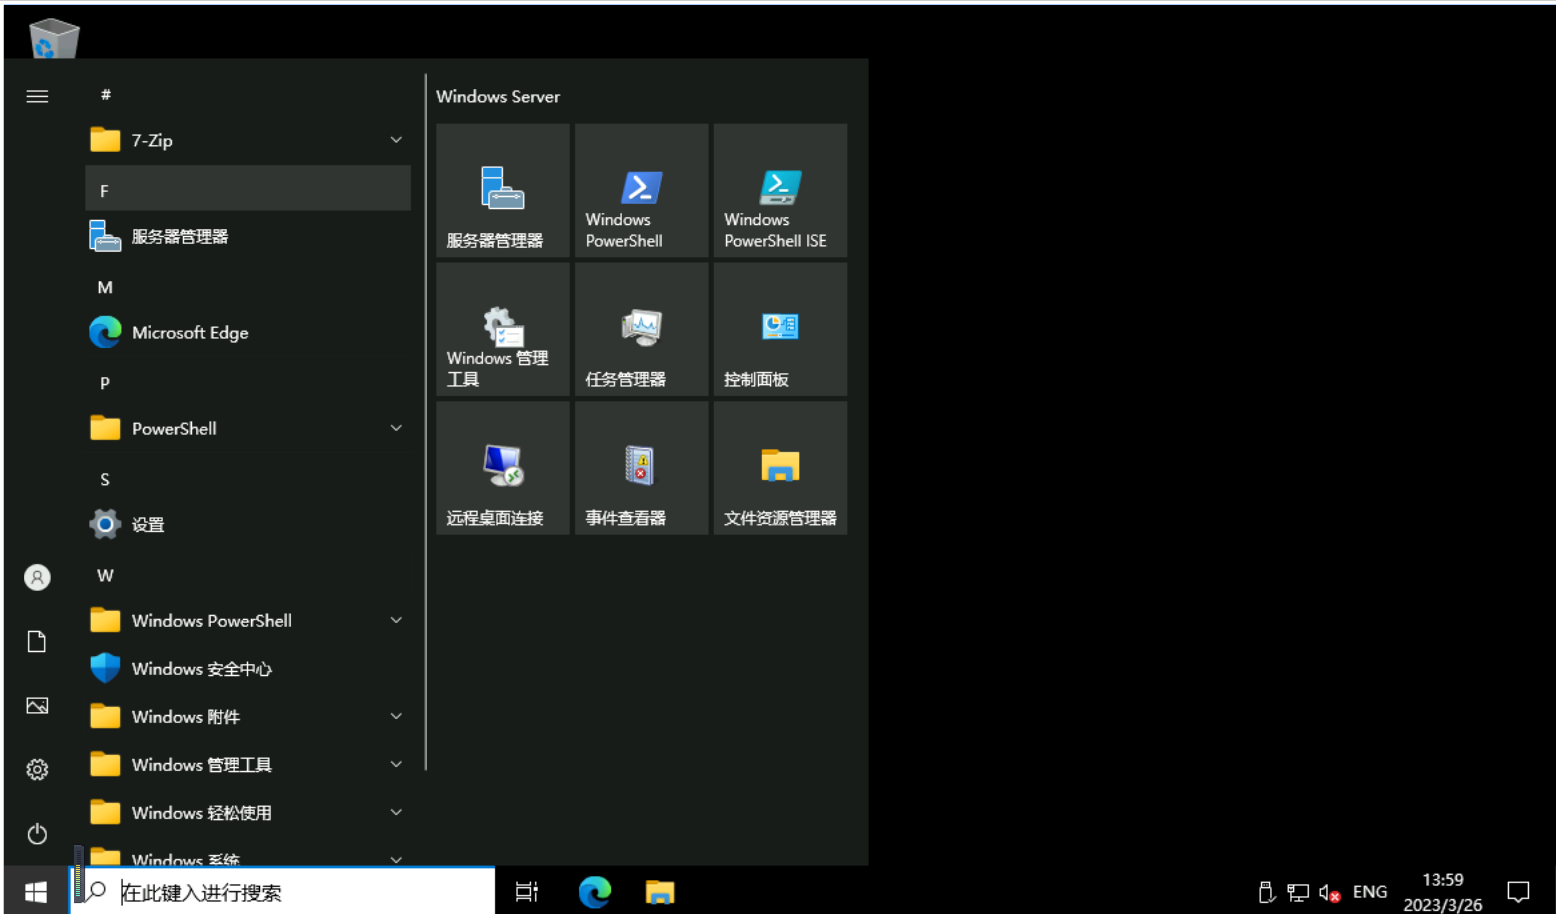 #
7-Zip
F
服务器管理器
M
Microsoft Edge
P
PowerShell
S
设置
W
Windows PowerShell
Windows 安全中心
Windows 附件
Windows 管理工具
Windows 轻松使用
Windows 系统
Windows Server
服务器管理器
Windows
PowerShell
Windows
PowerShell ISE
Windows 管理
工具
任务管理器
控制面板
远程桌面连接
事件查看器
文件资源管理器
在此键入进行搜索
ENG
13:59
2023/3/26